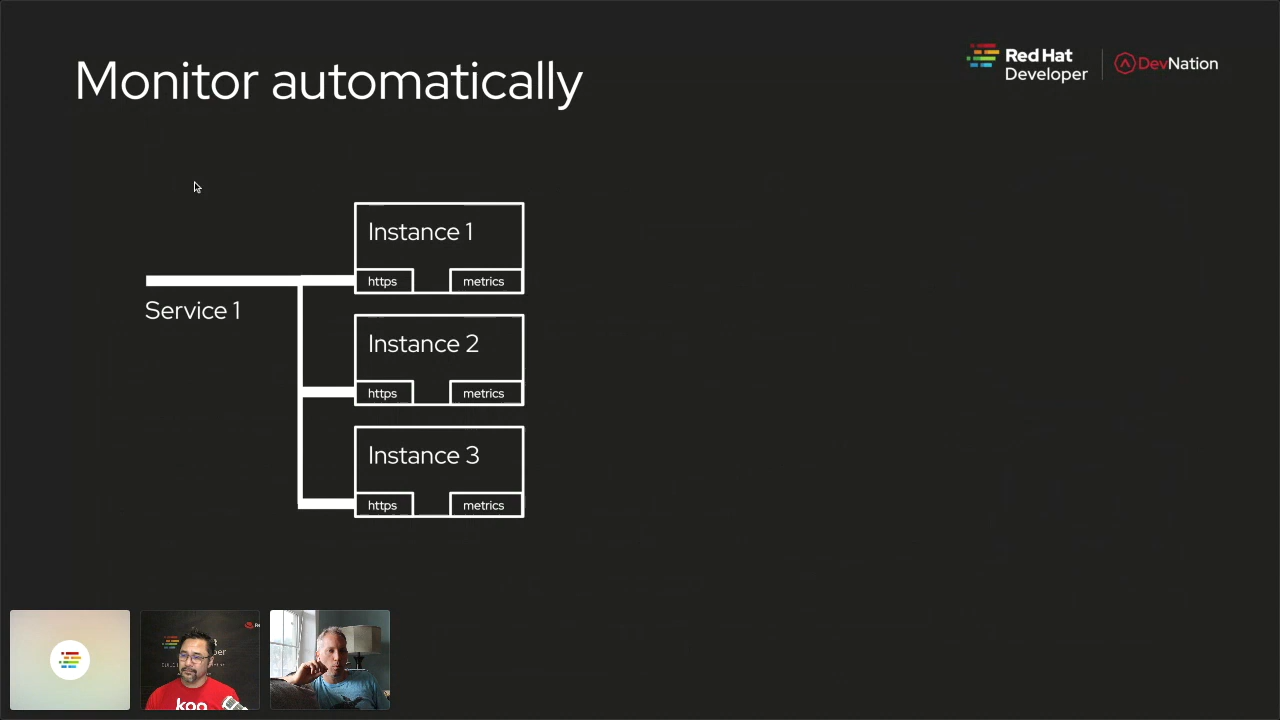 Monitor automatically
Red Hat
Developer
DevNation
Instance 1
https
metrics
Service 1
Instance 2
https
metrics
Instance 3
https
metrics
koo